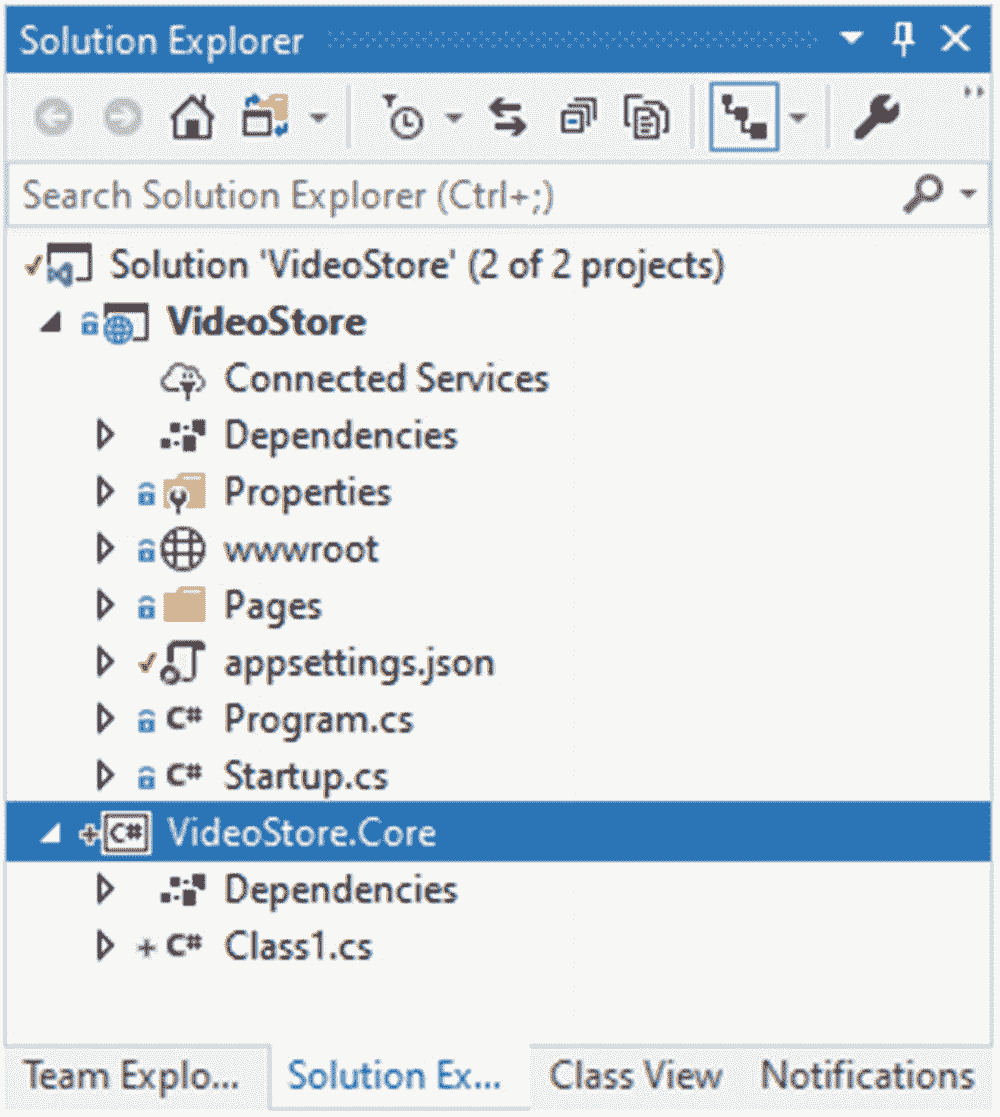 Solution Explorer
Search Solution Explorer (Ctrl+;)
Solution 'VideoStore' (2 of 2 projects)
VideoStore
Connected Services
Dependencies
Properties
wwwroot
Pages
appsettings.json
C# Program.cs
C# Startup.cs
C# VideoStore.Core
Dependencies
C# Class1.cs
Team Explo... Solution Ex... Class View Notifications